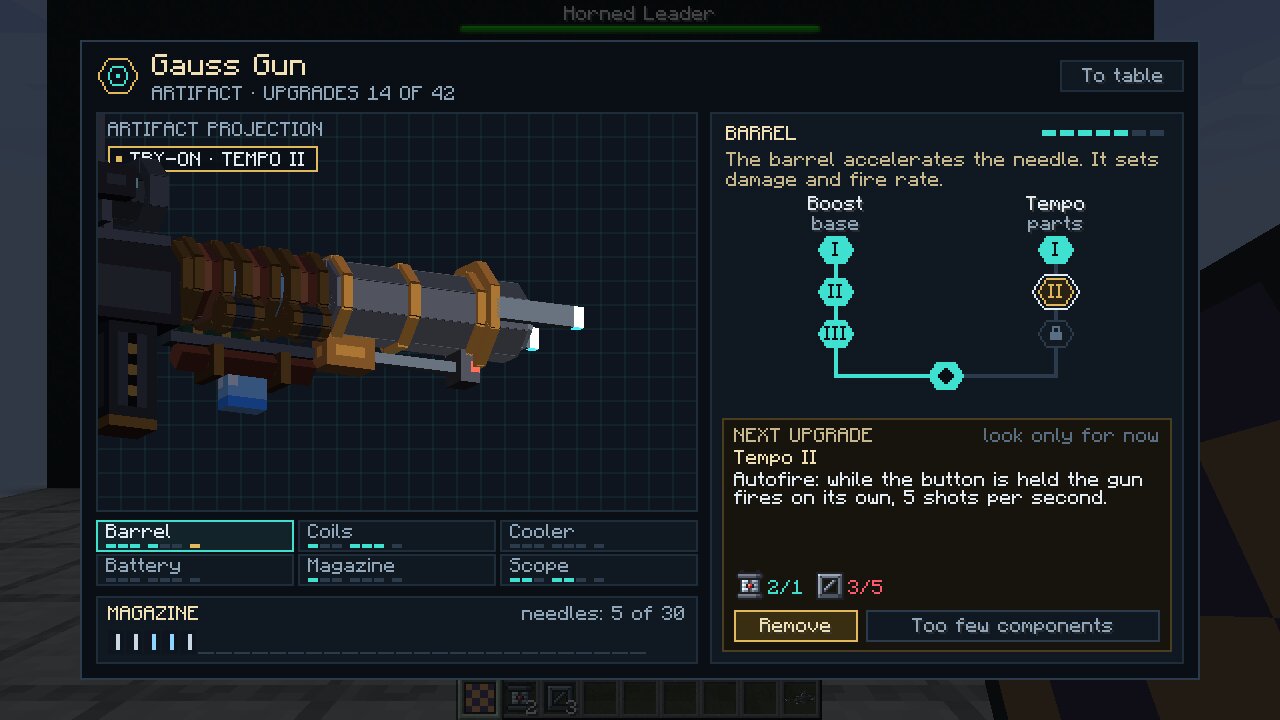 Horned Leader
Gauss Gun
ARTIFACT · UPGRADES 14 OF 42
To table
ARTIFACT PROJECTION
TRY-ON · TEMPO II
BARREL
The barrel accelerates the needle. It sets
damage and fire rate.
Boost
base
Tempo
parts
I
I
II
II
III
NEXT UPGRADE
look only for now
Tempo II
Autofire: while the button is held the gun
fires on its own, 5 shots per second.
2/1
3/5
Remove
Too few components
Barrel
Coils
Cooler
Battery
Magazine
Scope
MAGAZINE
needles: 5 of 30
2
3